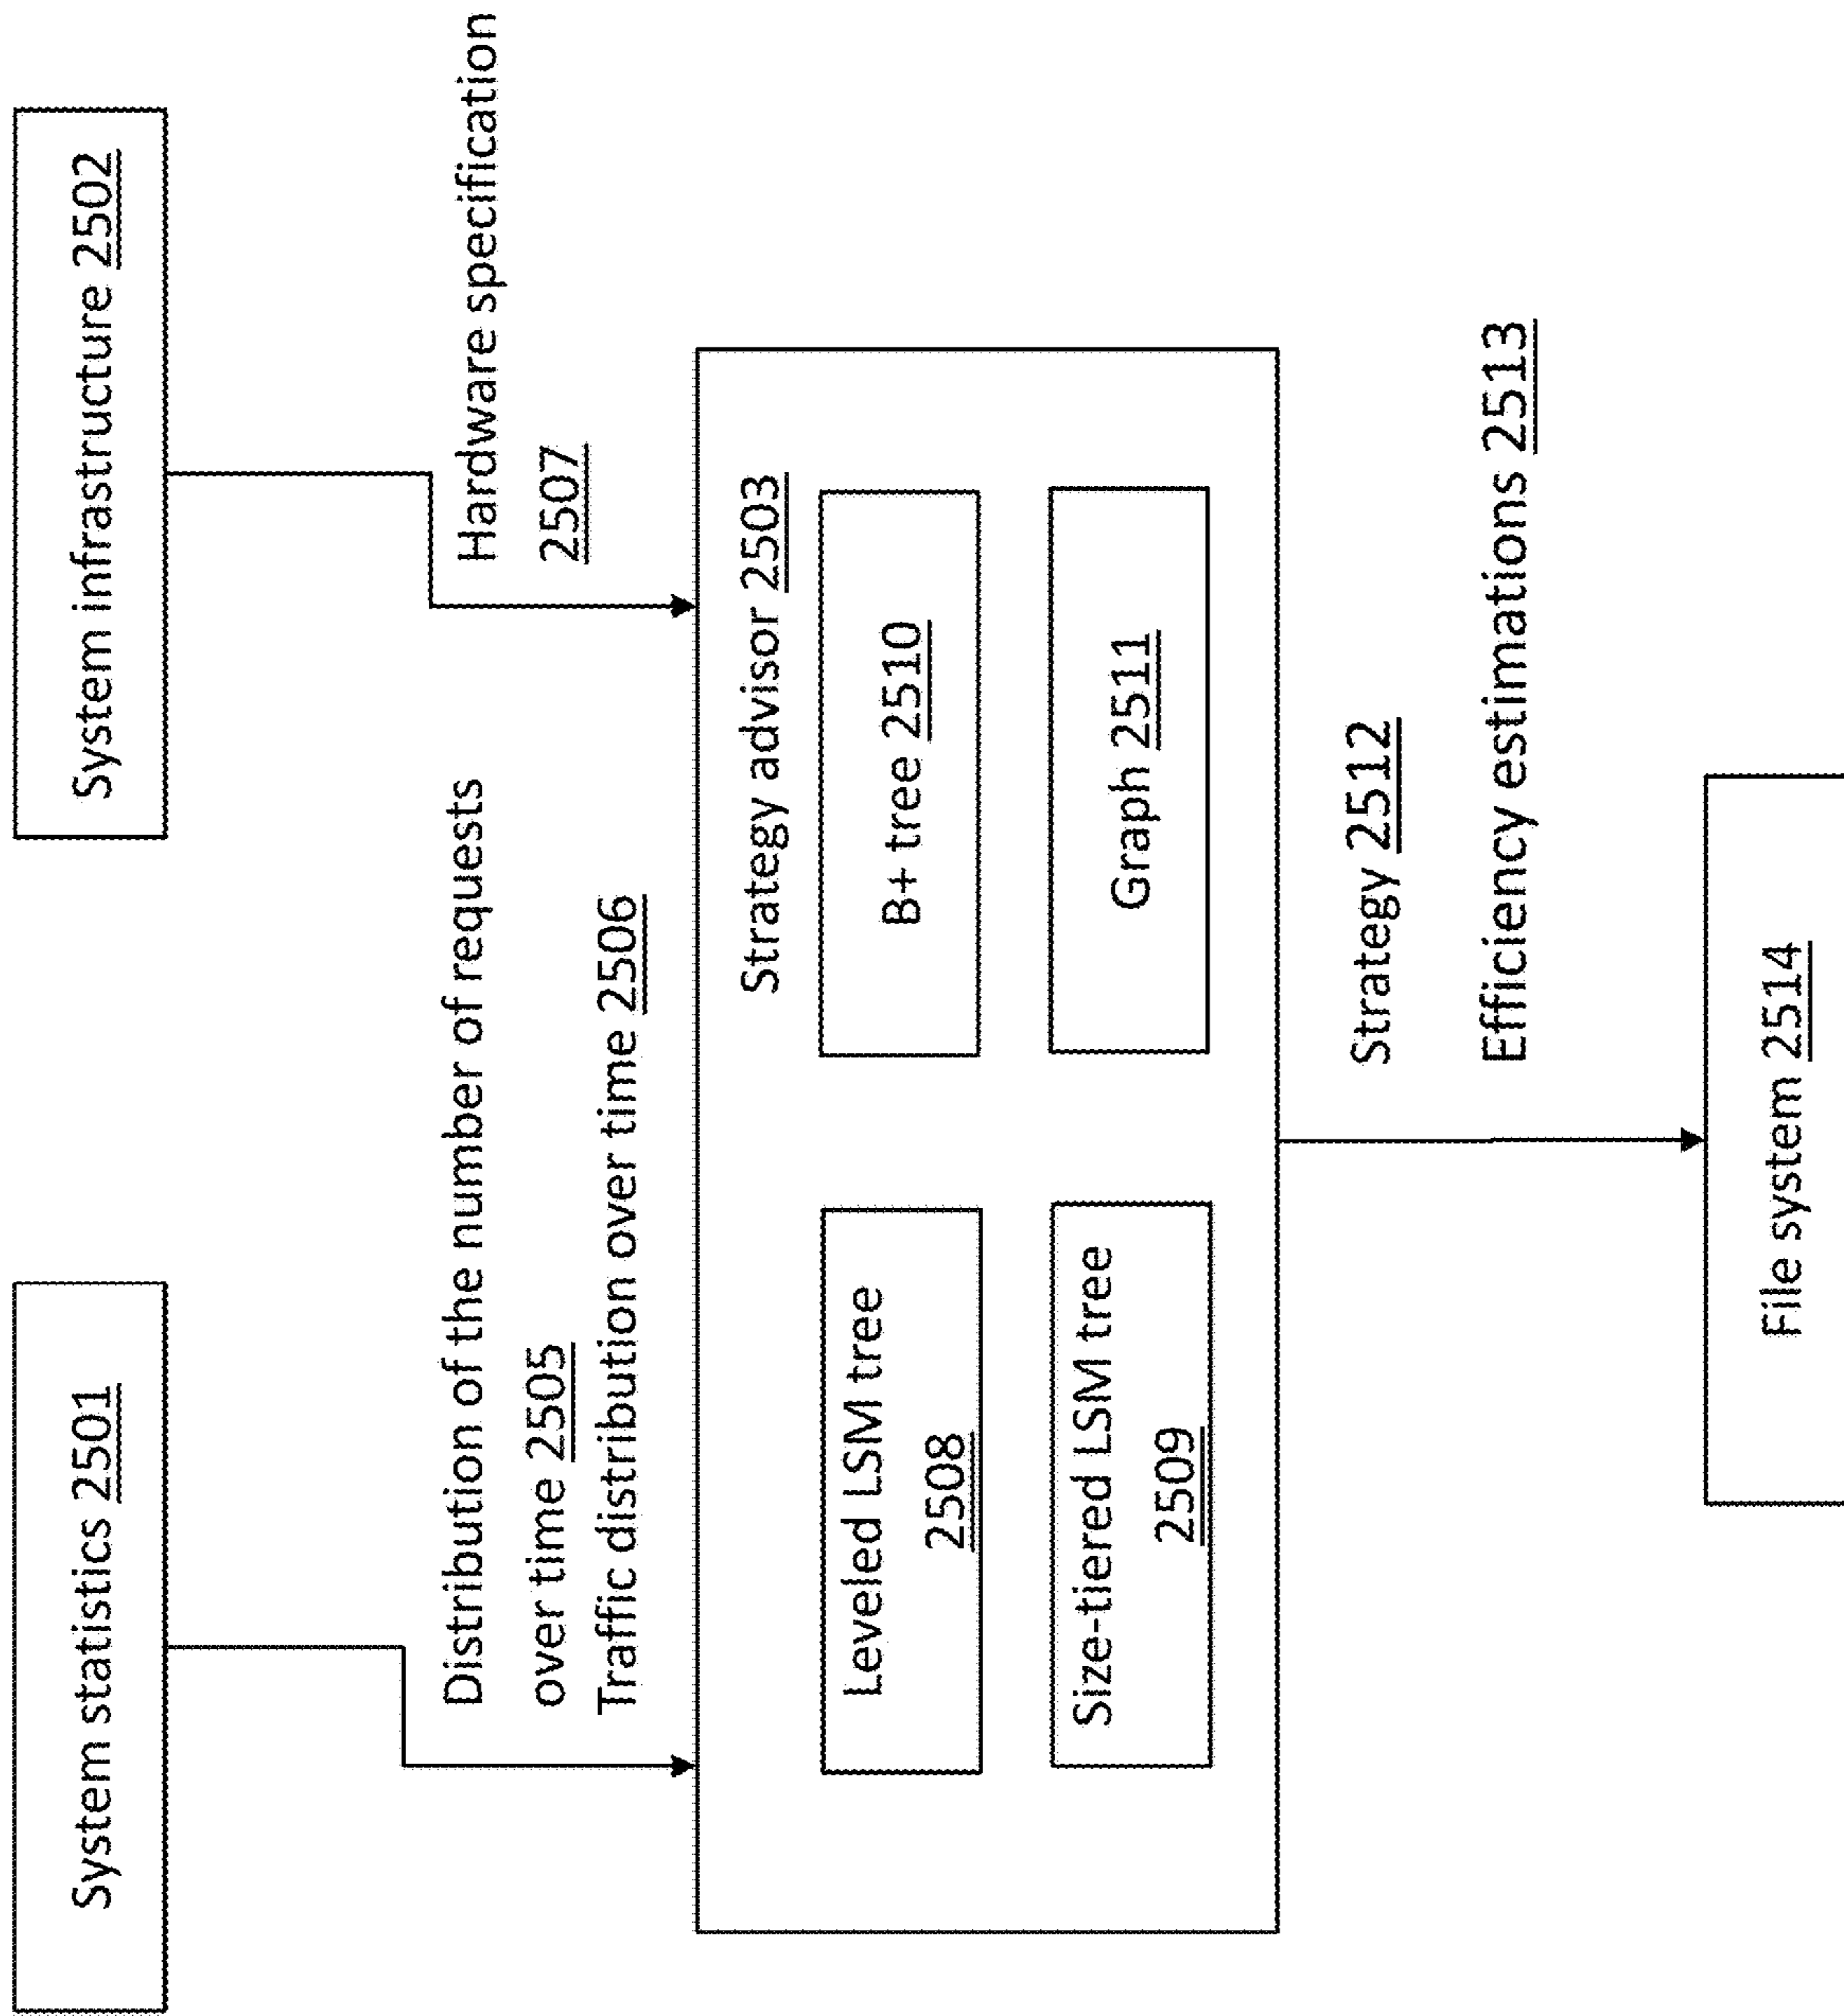 System statistics 2501
System infrastructure 2502
Distribution of the number of requests
over time 2505
Traffic distribution over time 2506
Hardware specification
2507
Strategy advisor 2503
Leveled LSM tree
2508
B+ tree 2510
Size-tiered LSM tree
2509
Graph 2511
Strategy 2512
Efficiency estimations 2513
File system 2514